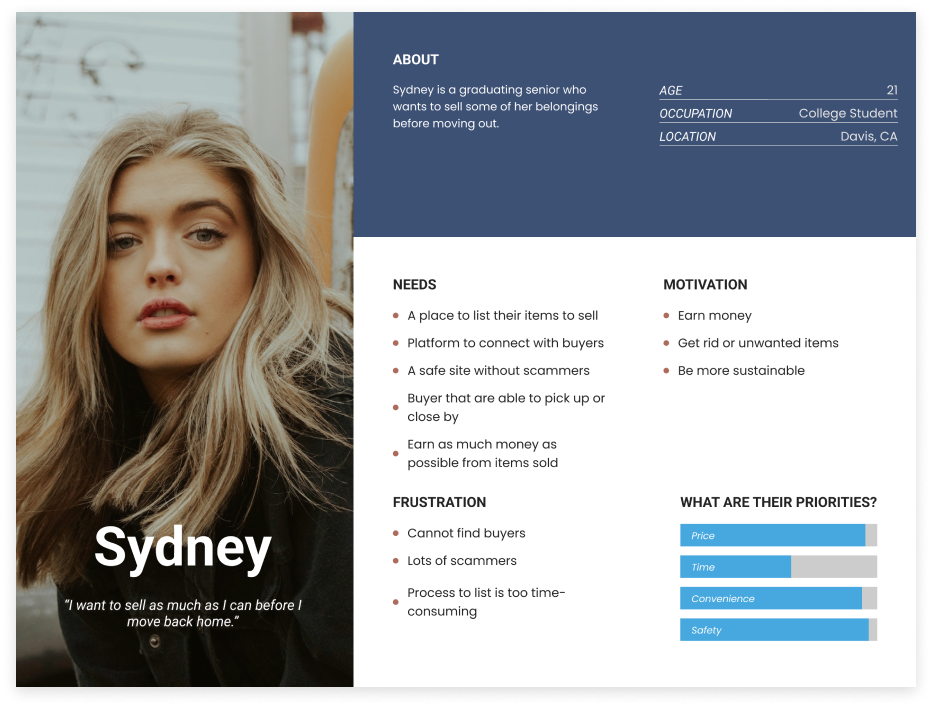 Sydney
“I want to sell as much as I can before I
move back home.”
ABOUT
Sydney is a graduating senior who
wants to sell some of her belongings
before moving out.
AGE 21
OCCUPATION College Student
LOCATION Davis, CA
NEEDS
A place to list their items to sell
Platform to connect with buyers
A safe site without scammers
Buyer that are able to pick up or
close by
Earn as much money as
possible from items sold
MOTIVATION
Earn money
Get rid or unwanted items
Be more sustainable
FRUSTRATION
Cannot find buyers
Lots of scammers
Process to list is too time-
consuming
WHAT ARE THEIR PRIORITIES?
Price
Time
Convenience
Safety